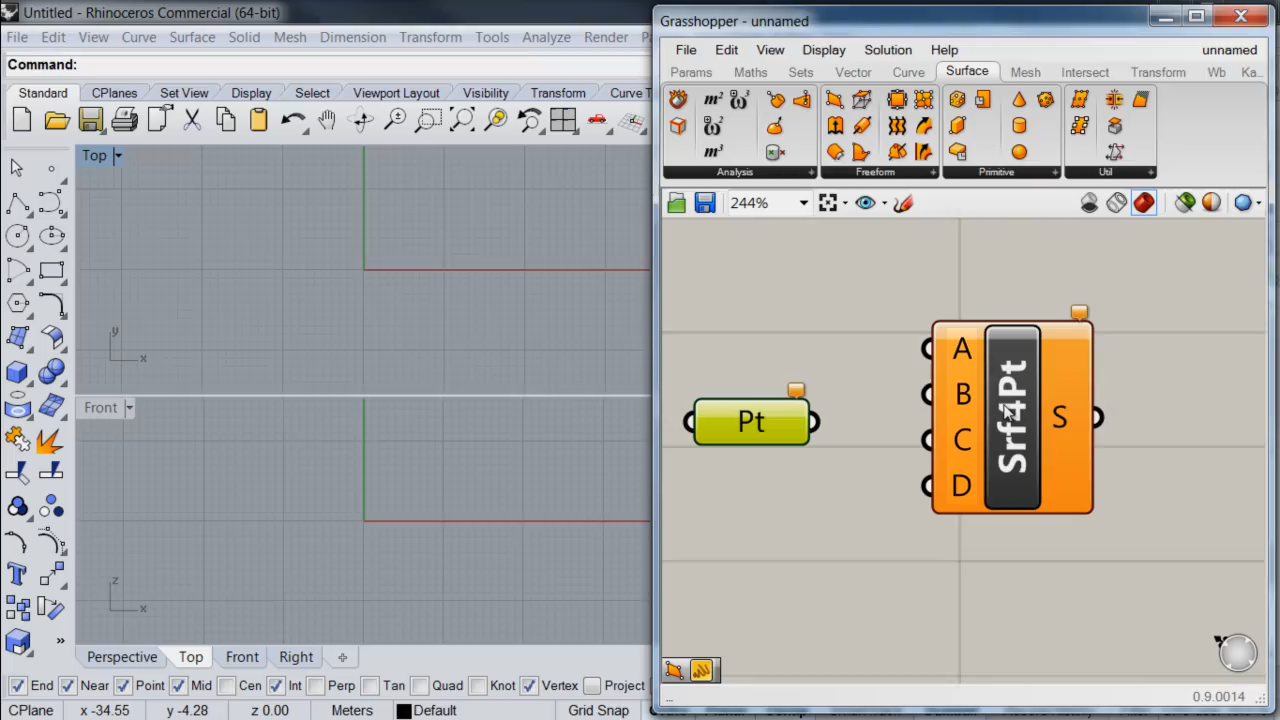 Untitled - Rhinoceros Commercial (64-bit)
File Edit View Curve Surface Solid Mesh Dimension Transform Tools Analyze Render
Command:
Standard CPlanes Set View Display Select Viewport Layout Visibility Transform Curve T
Top
y
x
Front
z
x
Perspective Top Front Right
End Near Point Mid Cen Int Perp Tan Quad Knot Vertex Project
CPlane x -34.55 y -4.28 z 0.00 Meters Default Grid Snap
Grasshopper - unnamed
File Edit View Display Solution Help unnamed
Params Maths Sets Vector Curve Surface Mesh Intersect Transform Wb Ka...
m²
m³
Analysis Freeform Primitive Util
244%
Pt
A
B
C
D
Srf4Pt
S
... 0.9.0014